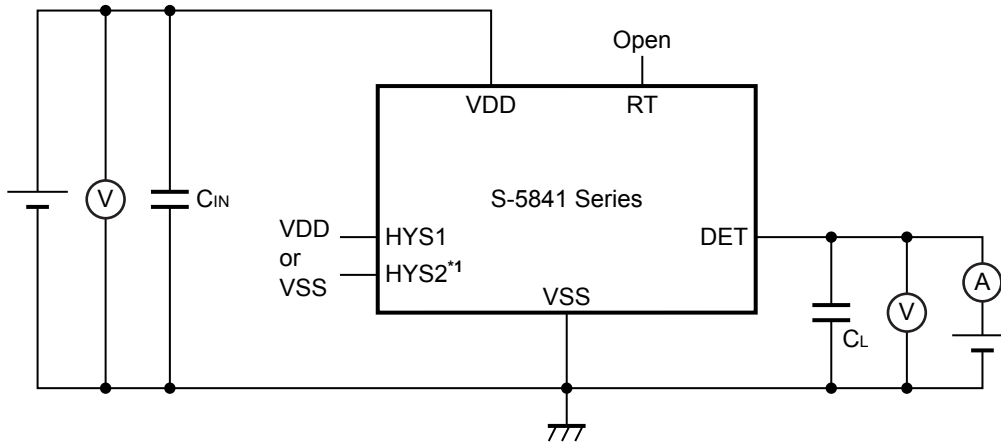 Open
VDD
RT
V
CIN
S-5841 Series
VDD
or
VSS
HYS1
HYS2*1
DET
VSS
CL
V
A